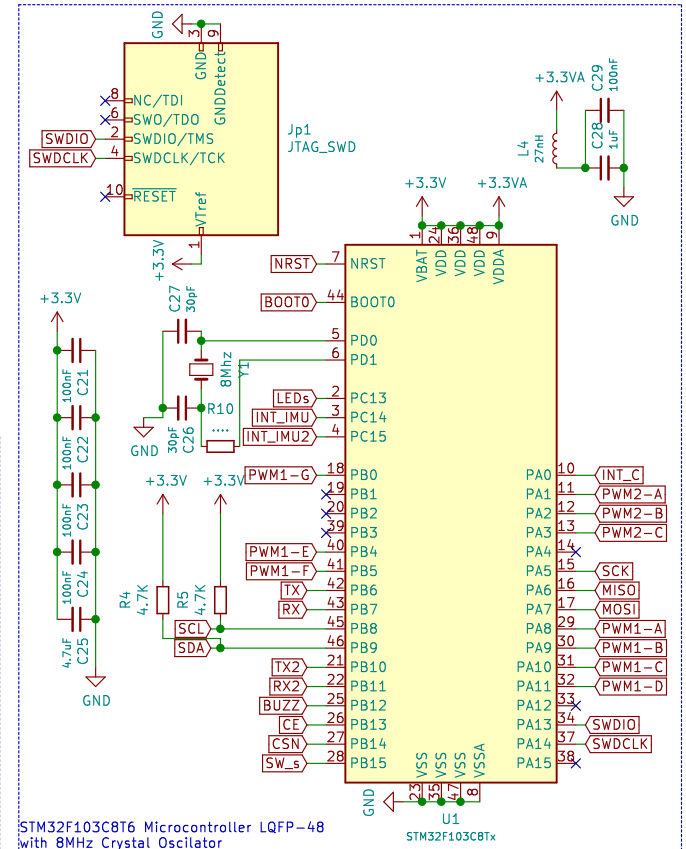 GND
3
9
GND
GNDDetect
8
NC/TDI
6
SWO/TDO
SWDIO
2
SWDIO/TMS
SWDCLK
4
SWDCLK/TCK
10
RESET
VTref
1
+3.3V
Jp1
JTAG_SWD
+3.3VA
L4
27nH
C29
100nF
C28
1uF
GND
+3.3V
+3.3VA
1
24
36
48
9
VBAT
VDD
VDD
VDD
VDDA
NRST
7
NRST
BOOT0
44
BOOT0
5
PD0
6
PD1
LEDs
2
PC13
INT_IMU
3
PC14
INT_IMU2
4
PC15
PWM1-G
18
PB0
19
PB1
20
PB2
39
PB3
PWM1-E
40
PB4
PWM1-F
41
PB5
TX
42
PB6
RX
43
PB7
SCL
45
PB8
SDA
46
PB9
TX2
21
PB10
RX2
22
PB11
BUZZ
25
PB12
CE
26
PB13
CSN
27
PB14
SW_s
28
PB15
PA0
10
INT_C
PA1
11
PWM2-A
PA2
12
PWM2-B
PA3
13
PWM2-C
PA4
14
PA5
15
SCK
PA6
16
MISO
PA7
17
MOSI
PA8
29
PWM1-A
PA9
30
PWM1-B
PA10
31
PWM1-C
PA11
32
PWM1-D
PA12
33
PA13
34
SWDIO
PA14
37
SWDCLK
PA15
38
VSS
VSS
VSS
VSSA
23
35
47
8
GND
U1
STM32F103C8Tx
C27
30pF
8Mhz
Y1
R10
....
C26
30pF
GND
+3.3V
+3.3V
R4
4.7K
R5
4.7K
+3.3V
100nF
C21
100nF
C22
100nF
C23
100nF
C24
4.7uF
C25
GND
STM32F103C8T6 Microcontroller LQFP-48
with 8MHz Crystal Oscilator